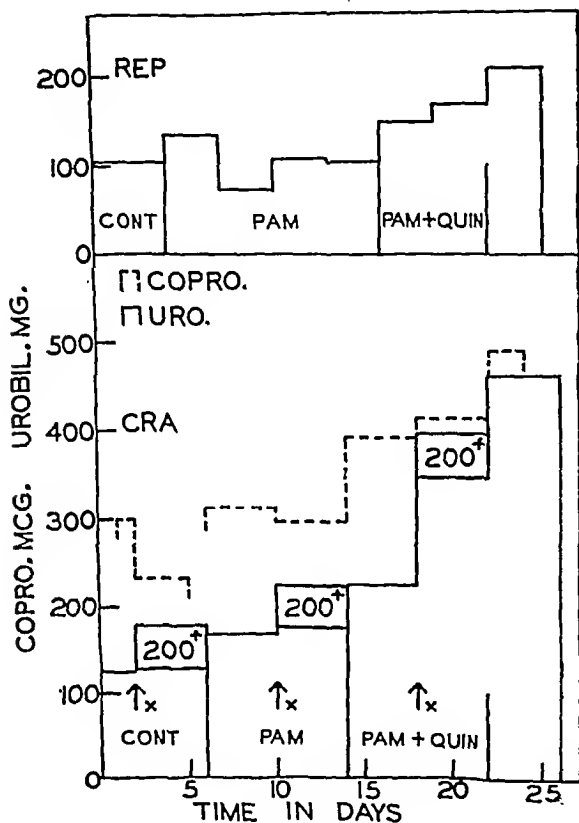 REP
200
100
0
CONT PAM PAM+QUIN
COPRO.
URO.
500
400
300
200
100
0
CRA
200+
200+
200+
↑x ↑x ↑x
CONT PAM PAM + QUIN
5 10 15 20 25
TIME IN DAYS
COPRO. MCG. UROBIL. MG.